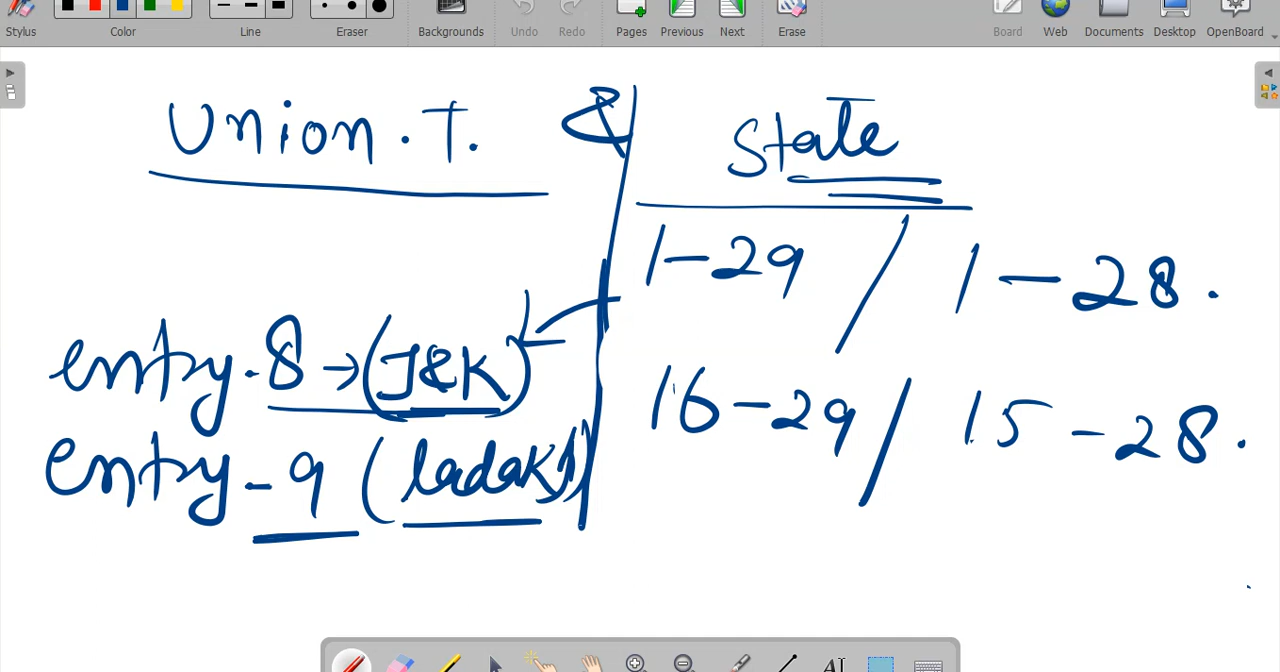 Stylus Color Line Eraser Backgrounds Undo Redo Pages Previous Next Erase Board Web Documents Desktop OpenBoard
Union.T. & State
1-29 / 1-28.
entry.8→(J&K)
16-29 / 15-28.
entry-9 (ladakh)